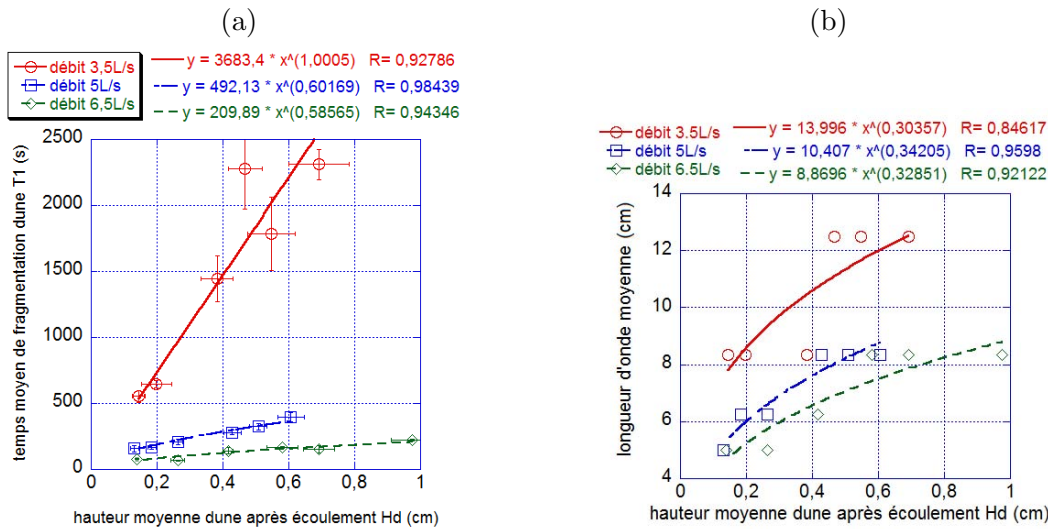 (a)
débit 3,5L/s y = 3683,4 * x^(1,0005) R= 0,92786
débit 5L/s y = 492,13 * x^(0,60169) R= 0,98439
débit 6,5L/s y = 209,89 * x^(0,58565) R= 0,94346
temps moyen de fragmentation dune T1 (s)
2500
2000
1500
1000
500
0
0 0,2 0,4 0,6 0,8 1
hauteur moyenne dune après écoulement Hd (cm)
(b)
débit 3.5L/s y = 13,996 * x^(0,30357) R= 0,84617
débit 5L/s y = 10,407 * x^(0,34205) R= 0,9598
débit 6.5L/s y = 8,8696 * x^(0,32851) R= 0,92122
longueur d'onde moyenne (cm)
14
12
10
8
6
4
0 0,2 0,4 0,6 0,8 1
hauteur moyenne dune après écoulement Hd (cm)